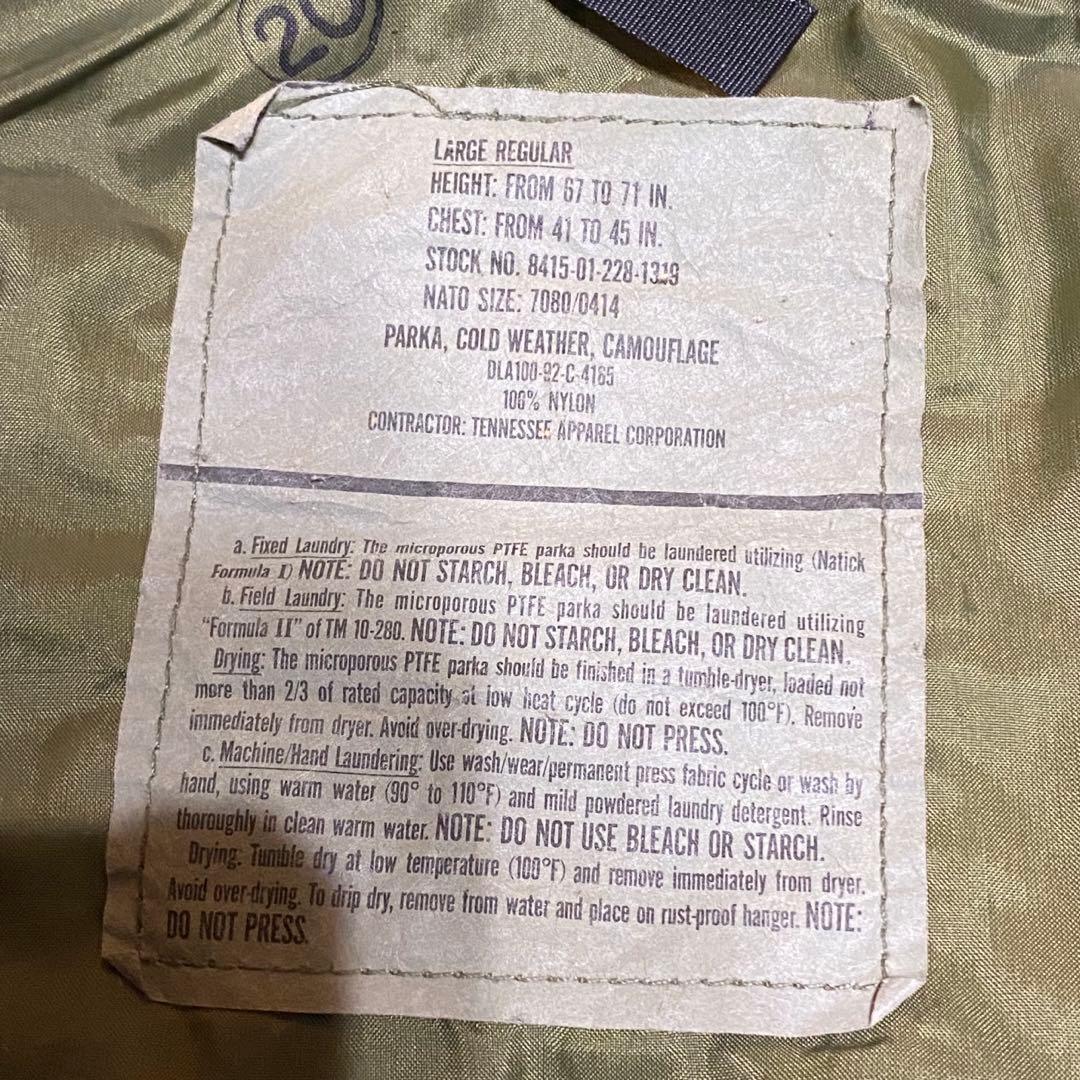 20
LARGE REGULAR
HEIGHT: FROM 67 TO 71 IN.
CHEST: FROM 41 TO 45 IN.
STOCK NO. 8415-01-228-1319
NATO SIZE: 7080/0414
PARKA, COLD WEATHER, CAMOUFLAGE
DLA100-92-C-4165
100% NYLON
CONTRACTOR: TENNESSEE APPAREL CORPORATION
a. Fixed Laundry: The microporous PTFE parka should be laundered utilizing (Natick
Formula I) NOTE: DO NOT STARCH, BLEACH, OR DRY CLEAN.
b. Field Laundry: The microporous PTFE parka should be laundered utilizing
"Formula II" of TM 10-280. NOTE: DO NOT STARCH, BLEACH, OR DRY CLEAN.
Drying: The microporous PTFE parka should be finished in a tumble-dryer, loaded not
more than 2/3 of rated capacity at low heat cycle (do not exceed 100°F). Remove
immediately from dryer. Avoid over-drying. NOTE: DO NOT PRESS.
c. Machine/Hand Laundering: Use wash/wear/permanent press fabric cycle or wash by
hand, using warm water (90° to 110°F) and mild powdered laundry detergent. Rinse
thoroughly in clean warm water. NOTE: DO NOT USE BLEACH OR STARCH.
Drying: Tumble dry at low temperature (100°F) and remove immediately from dryer.
Avoid over-drying. To drip dry, remove from water and place on rust-proof hanger. NOTE:
DO NOT PRESS.